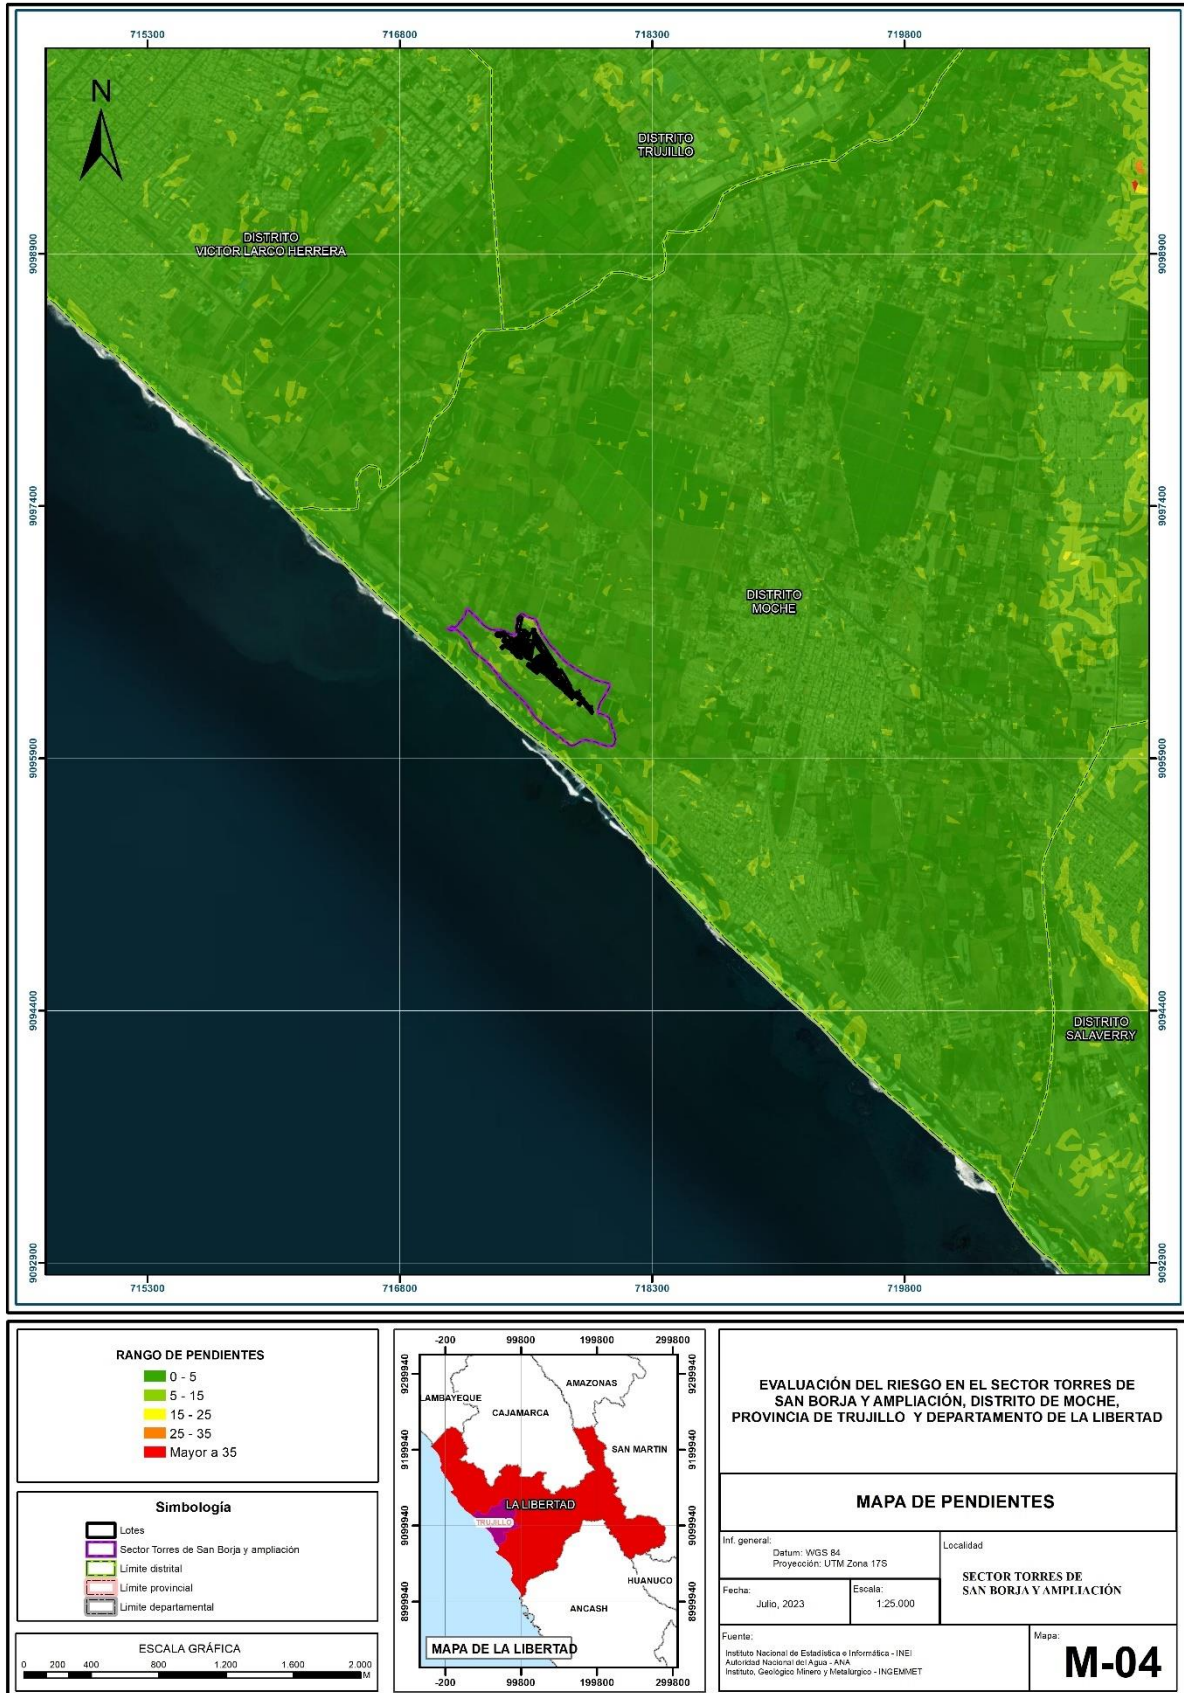 715300
716800
718300
719800
N
DISTRITO
TRUJILLO
DISTRITO
VICTOR LARCO HERRERA
9098900
9098900
9097400
9097400
DISTRITO
MOCHE
9095900
9095900
9094400
9094400
DISTRITO
SALAVERRY
9092900
9092900
715300
716800
718300
719800
RANGO DE PENDIENTES
0 - 5
5 - 15
15 - 25
25 - 35
Mayor a 35
Simbología
Lotes
Sector Torres de San Borja y ampliación
Límite distrital
Límite provincial
Límite departamental
ESCALA GRÁFICA
0 200 400 800 1.200 1.600 2.000
M
-200 99800 199800 299800
9299940
9299940
AMAZONAS
LAMBAYEQUE
CAJAMARCA
9199940
9199940
SAN MARTIN
LA LIBERTAD
TRUJILLO
9099940
9099940
HUANUCO
8999940
8999940
ANCASH
MAPA DE LA LIBERTAD
-200 99800 199800 299800
EVALUACIÓN DEL RIESGO EN EL SECTOR TORRES DE
SAN BORJA Y AMPLIACIÓN, DISTRITO DE MOCHE,
PROVINCIA DE TRUJILLO Y DEPARTAMENTO DE LA LIBERTAD
MAPA DE PENDIENTES
Inf. general:
Datum: WGS 84
Proyección: UTM Zona 17S
Localidad
SECTOR TORRES DE
SAN BORJA Y AMPLIACIÓN
Fecha:
Julio, 2023
Escala:
1:25.000
Fuente:
Instituto Nacional de Estadística e Informática - INEI
Autoridad Nacional del Agua - ANA
Instituto, Geológico Minero y Metalurgico - INGEMMET
Mapa:
M-04